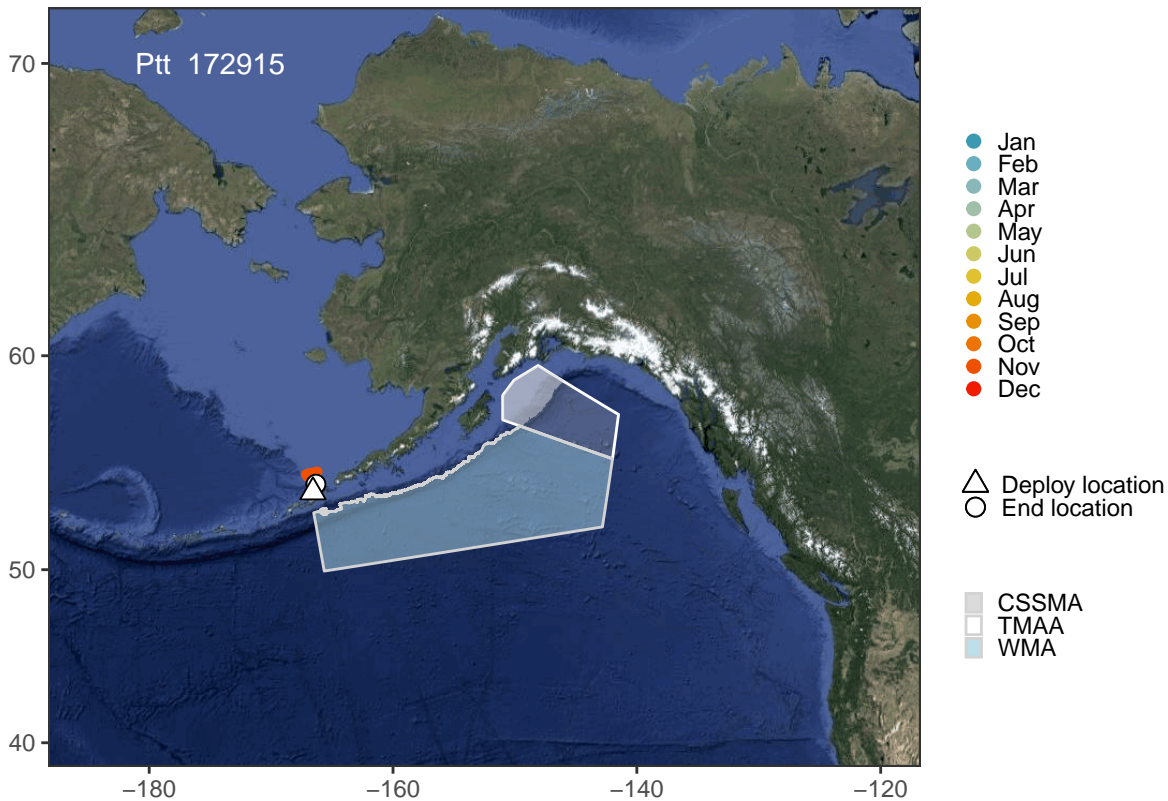 Ptt 172915
70
60
50
40
−180
−160
−140
−120
Jan
Feb
Mar
Apr
May
Jun
Jul
Aug
Sep
Oct
Nov
Dec
Deploy location
End location
CSSMA
TMAA
WMA